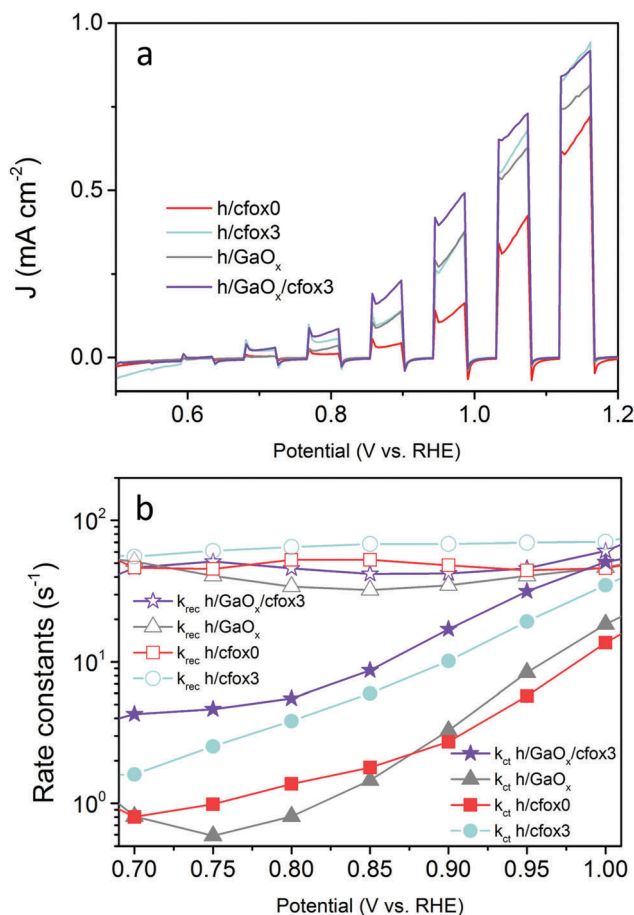 a
1.0
0.5
0.0
J (mA cm⁻²)
h/cfox0
h/cfox3
h/GaOₓ
h/GaOₓ/cfox3
0.6 0.8 1.0 1.2
Potential (V vs. RHE)
b
10²
10¹
10⁰
Rate constants (s⁻¹)
k_rec h/GaOₓ/cfox3
k_rec h/GaOₓ
k_rec h/cfox0
k_rec h/cfox3
k_ct h/GaOₓ/cfox3
k_ct h/GaOₓ
k_ct h/cfox0
k_ct h/cfox3
0.70 0.75 0.80 0.85 0.90 0.95 1.00
Potential (V vs. RHE)